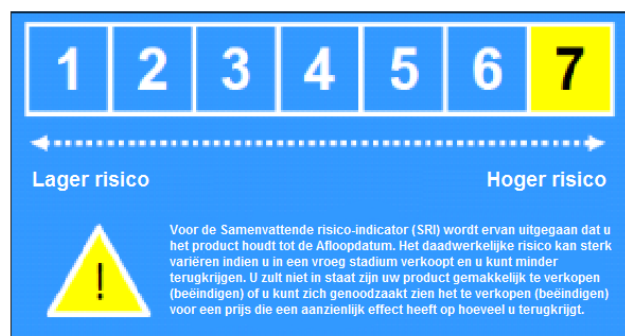 1 2 3 4 5 6 7
Lager risico Hoger risico
Voor de Samenvattende risico-indicator (SRI) wordt ervan uitgegaan dat u
het product houdt tot de Afloopdatum. Het daadwerkelijke risico kan sterk
variëren indien u in een vroeg stadium verkoopt en u kunt minder
terugkrijgen. U zult niet in staat zijn uw product gemakkelijk te verkopen
(beëindigen) of u kunt zich genoodzaakt zien het te verkopen (beëindigen)
voor een prijs die een aanzienlijk effect heeft op hoeveel u terugkrijgt.
!